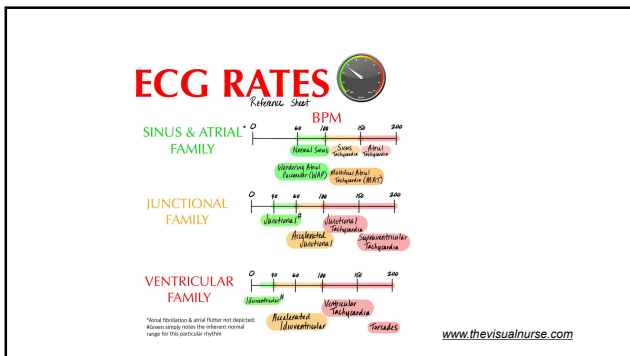 ECG RATES
Reference Sheet
BPM
SINUS & ATRIAL*
FAMILY
0 60 100 150 200
Normal Sinus
Sinus
Tachycardia
Atrial
Tachycardia
Wandering Atrial
Pacemaker (WAP)
Multifocal Atrial
Tachycardia (MAT)
JUNCTIONAL
FAMILY
0 40 60 100 150 200
Junctional#
Junctional
Tachycardia
Accelerated
Junctional
Supraventricular
Tachycardia
VENTRICULAR
FAMILY
0 40 60 100 150 200
Idioventricular#
Ventricular
Tachycardia
Accelerated
Idioventricular
Torsades
*Atrial fibrillation & atrial flutter not depicted;
#Green simply notes the inherent normal
range for this particular rhythm
www.thevisualnurse.com